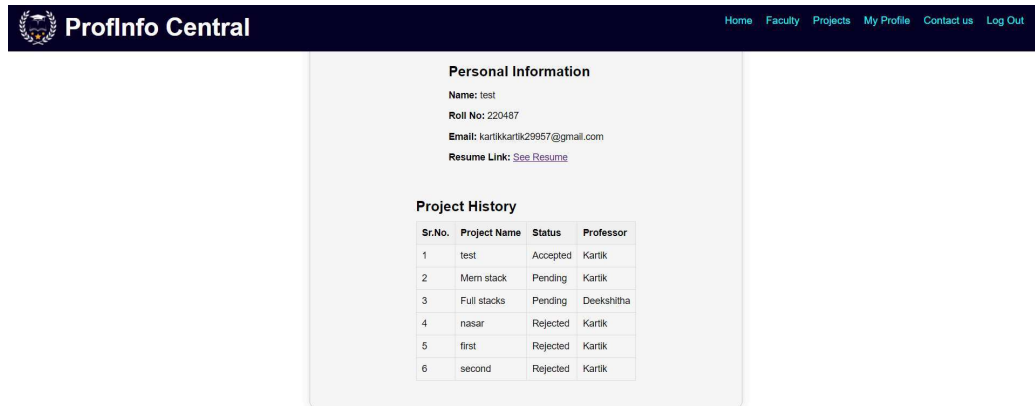 ProfInfo Central
Home Faculty Projects My Profile Contact us Log Out
Personal Information
Name: test
Roll No: 220487
Email: kartikkartik29957@gmail.com
Resume Link: See Resume
Project History
Sr.No. Project Name Status Professor
1 test Accepted Kartik
2 Mern stack Pending Kartik
3 Full stacks Pending Deekshitha
4 nasar Rejected Kartik
5 first Rejected Kartik
6 second Rejected Kartik